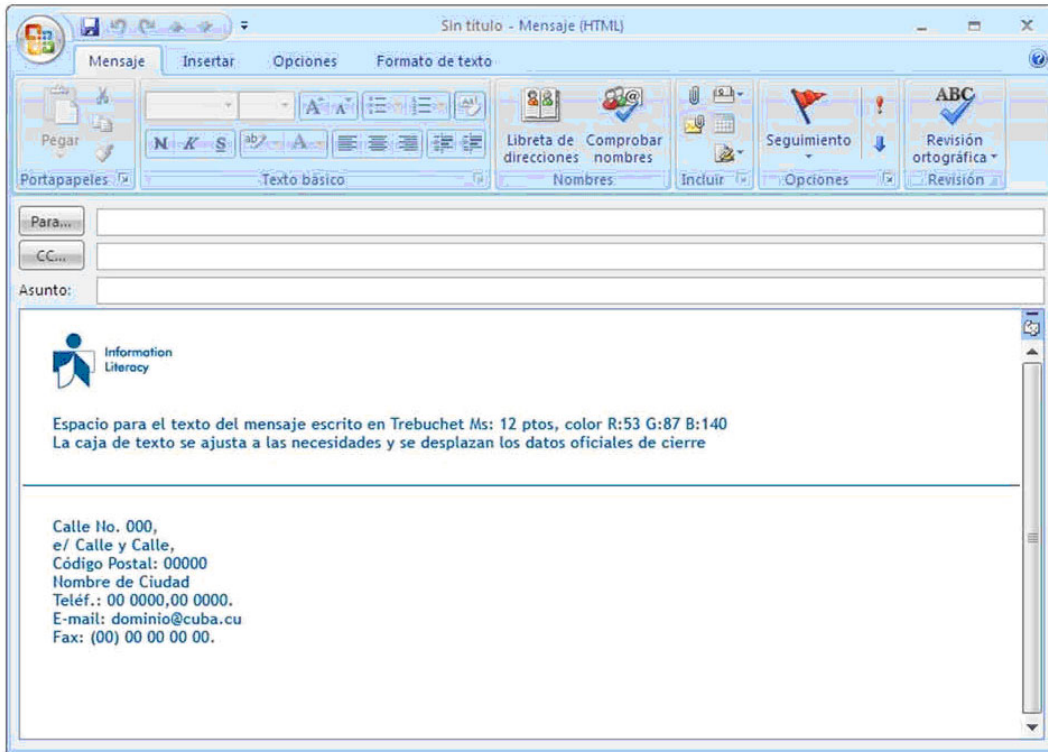 Sin título - Mensaje (HTML)
Mensaje Insertar Opciones Formato de texto
Pegar
N K S
Libreta de direcciones
Comprobar nombres
Seguimiento
ABC
Revisión ortográfica
Portapapeles Texto básico Nombres Incluir Opciones Revisión
Para...
CC...
Asunto:
Information
Literacy
Espacio para el texto del mensaje escrito en Trebuchet Ms: 12 ptos, color R:53 G:87 B:140
La caja de texto se ajusta a las necesidades y se desplazan los datos oficiales de cierre
Calle No. 000,
e/ Calle y Calle,
Código Postal: 00000
Nombre de Ciudad
Teléf.: 00 0000,00 0000.
E-mail: dominio@cuba.cu
Fax: (00) 00 00 00 00.